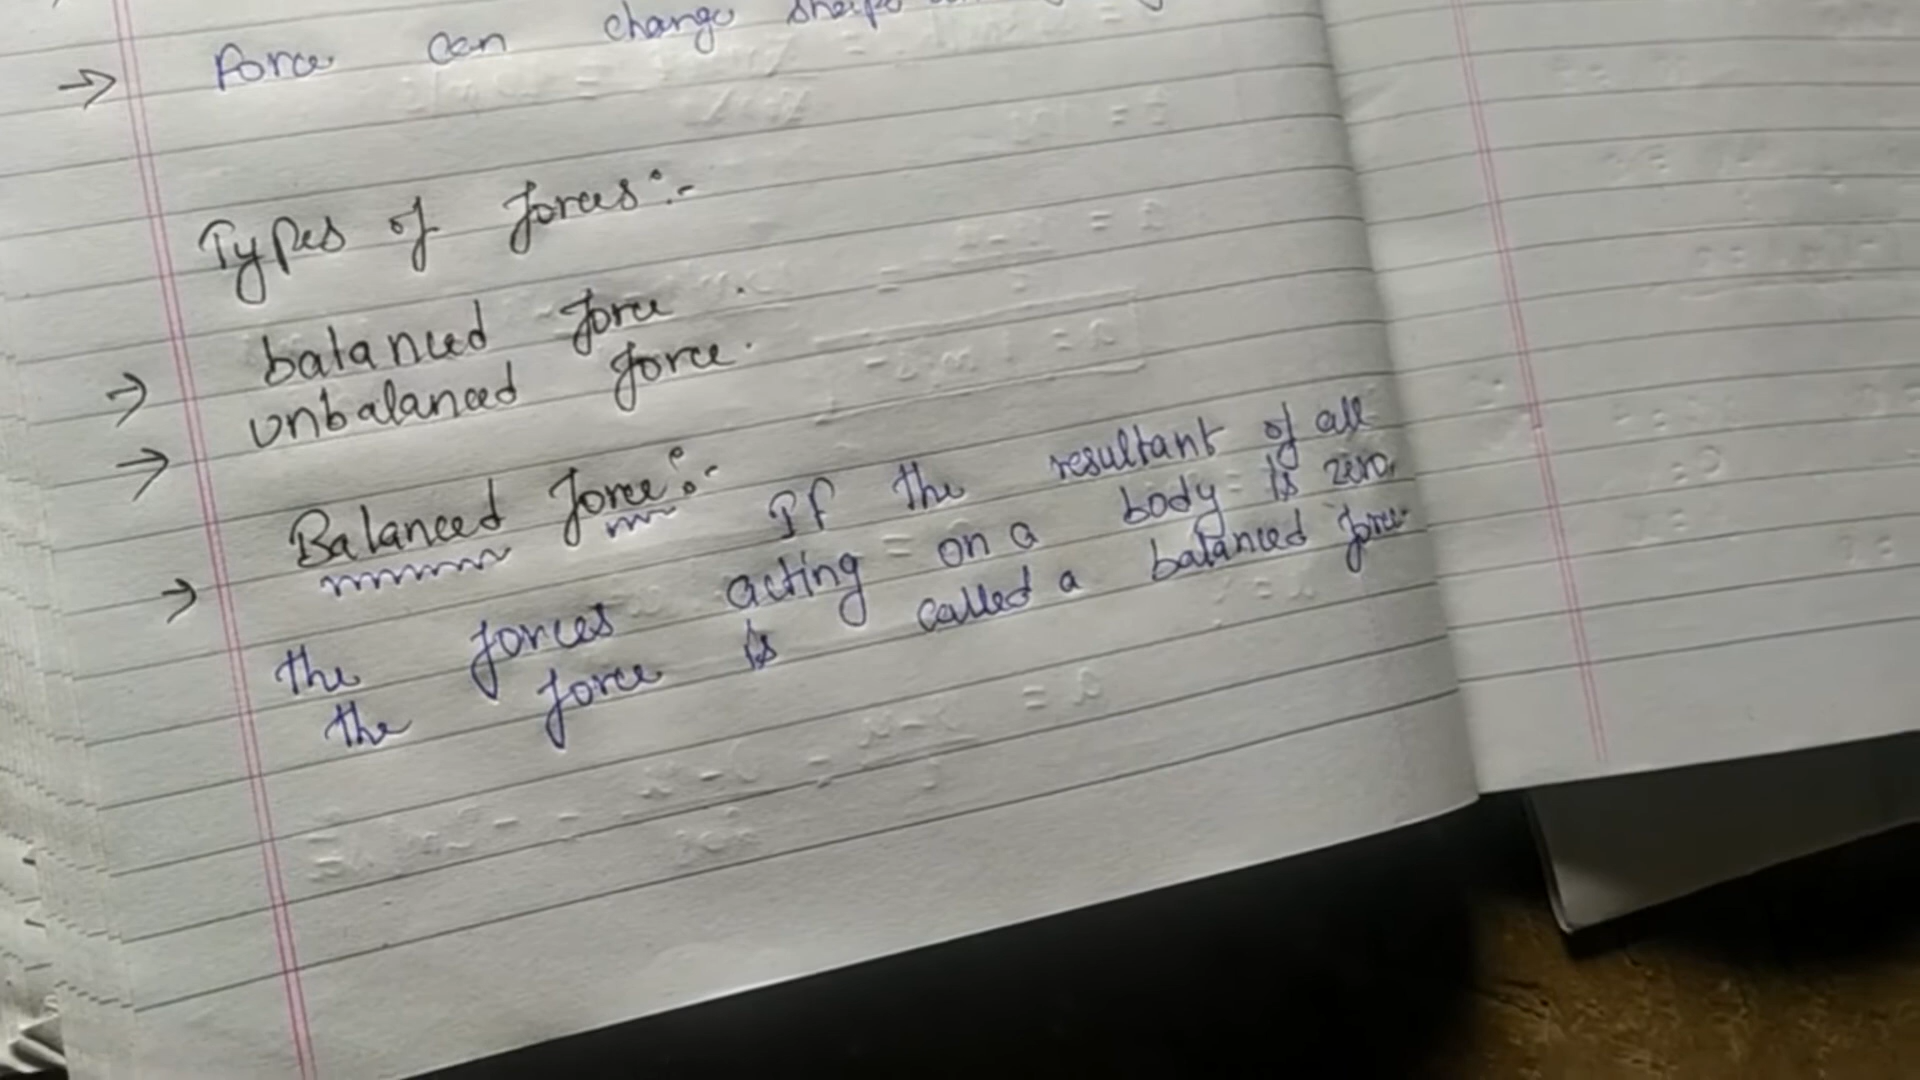 → Force can change shape
Types of forces:-
→ balanced force
→ unbalanced force.
→ Balanced force:- If the resultant of all
the forces acting on a body is zero,
the force is called a balanced force.